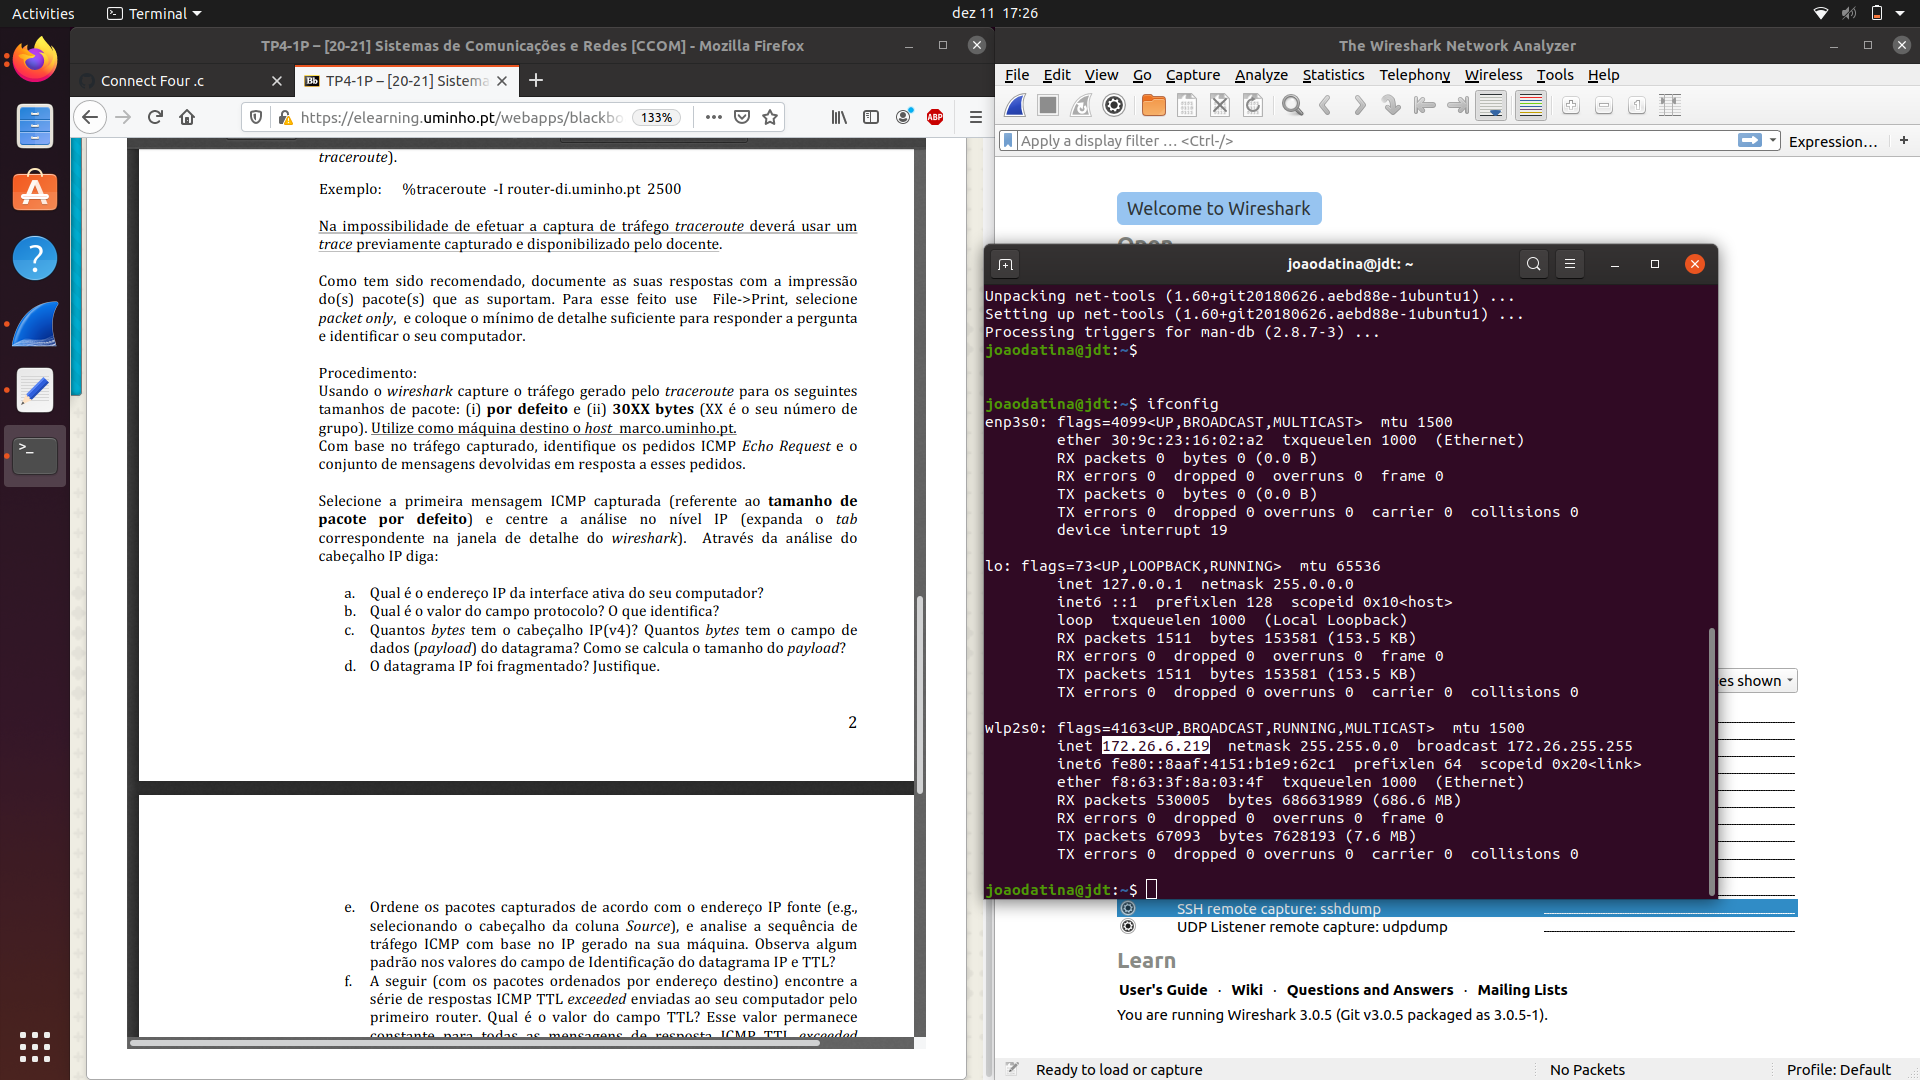 Activities
Terminal
dez 11 17:26
TP4-1P – [20-21] Sistemas de Comunicações e Redes [CCOM] - Mozilla Firefox
Connect Four .c
Bb TP4-1P – [20-21] Sistema
https://elearning.uminho.pt/webapps/blackbo
133%
ABP
traceroute).
Exemplo: %traceroute -I router-di.uminho.pt 2500
Na impossibilidade de efetuar a captura de tráfego traceroute deverá usar um
trace previamente capturado e disponibilizado pelo docente.
Como tem sido recomendado, documente as suas respostas com a impressão
do(s) pacote(s) que as suportam. Para esse feito use File->Print, selecione
packet only, e coloque o mínimo de detalhe suficiente para responder a pergunta
e identificar o seu computador.
Procedimento:
Usando o wireshark capture o tráfego gerado pelo traceroute para os seguintes
tamanhos de pacote: (i) por defeito e (ii) 30XX bytes (XX é o seu número de
grupo). Utilize como máquina destino o host marco.uminho.pt.
Com base no tráfego capturado, identifique os pedidos ICMP Echo Request e o
conjunto de mensagens devolvidas em resposta a esses pedidos.
Selecione a primeira mensagem ICMP capturada (referente ao tamanho de
pacote por defeito) e centre a análise no nível IP (expanda o tab
correspondente na janela de detalhe do wireshark). Através da análise do
cabeçalho IP diga:
a. Qual é o endereço IP da interface ativa do seu computador?
b. Qual é o valor do campo protocolo? O que identifica?
c. Quantos bytes tem o cabeçalho IP(v4)? Quantos bytes tem o campo de
dados (payload) do datagrama? Como se calcula o tamanho do payload?
d. O datagrama IP foi fragmentado? Justifique.
2
e. Ordene os pacotes capturados de acordo com o endereço IP fonte (e.g.,
selecionando o cabeçalho da coluna Source), e analise a sequência de
tráfego ICMP com base no IP gerado na sua máquina. Observa algum
padrão nos valores do campo de Identificação do datagrama IP e TTL?
f. A seguir (com os pacotes ordenados por endereço destino) encontre a
série de respostas ICMP TTL exceeded enviadas ao seu computador pelo
primeiro router. Qual é o valor do campo TTL? Esse valor permanece
constante para todas as mensagens de resposta ICMP TTL exceeded
The Wireshark Network Analyzer
File Edit View Go Capture Analyze Statistics Telephony Wireless Tools Help
Apply a display filter ... <Ctrl-/>
Expression...
+
Welcome to Wireshark
Open
joaodatina@jdt: ~
Unpacking net-tools (1.60+git20180626.aebd88e-1ubuntu1) ...
Setting up net-tools (1.60+git20180626.aebd88e-1ubuntu1) ...
Processing triggers for man-db (2.8.7-3) ...
joaodatina@jdt:~$
joaodatina@jdt:~$ ifconfig
enp3s0: flags=4099<UP,BROADCAST,MULTICAST> mtu 1500
ether 30:9c:23:16:02:a2 txqueuelen 1000 (Ethernet)
RX packets 0 bytes 0 (0.0 B)
RX errors 0 dropped 0 overruns 0 frame 0
TX packets 0 bytes 0 (0.0 B)
TX errors 0 dropped 0 overruns 0 carrier 0 collisions 0
device interrupt 19
lo: flags=73<UP,LOOPBACK,RUNNING> mtu 65536
inet 127.0.0.1 netmask 255.0.0.0
inet6 ::1 prefixlen 128 scopeid 0x10<host>
loop txqueuelen 1000 (Local Loopback)
RX packets 1511 bytes 153581 (153.5 KB)
RX errors 0 dropped 0 overruns 0 frame 0
TX packets 1511 bytes 153581 (153.5 KB)
TX errors 0 dropped 0 overruns 0 carrier 0 collisions 0
wlp2s0: flags=4163<UP,BROADCAST,RUNNING,MULTICAST> mtu 1500
inet 172.26.6.219 netmask 255.255.0.0 broadcast 172.26.255.255
inet6 fe80::8aaf:4151:b1e9:62c1 prefixlen 64 scopeid 0x20<link>
ether f8:63:3f:8a:03:4f txqueuelen 1000 (Ethernet)
RX packets 530005 bytes 686631989 (686.6 MB)
RX errors 0 dropped 0 overruns 0 frame 0
TX packets 67093 bytes 7628193 (7.6 MB)
TX errors 0 dropped 0 overruns 0 carrier 0 collisions 0
joaodatina@jdt:~$
es shown
SSH remote capture: sshdump
UDP Listener remote capture: udpdump
Learn
User's Guide · Wiki · Questions and Answers · Mailing Lists
You are running Wireshark 3.0.5 (Git v3.0.5 packaged as 3.0.5-1).
Ready to load or capture
No Packets
Profile: Default